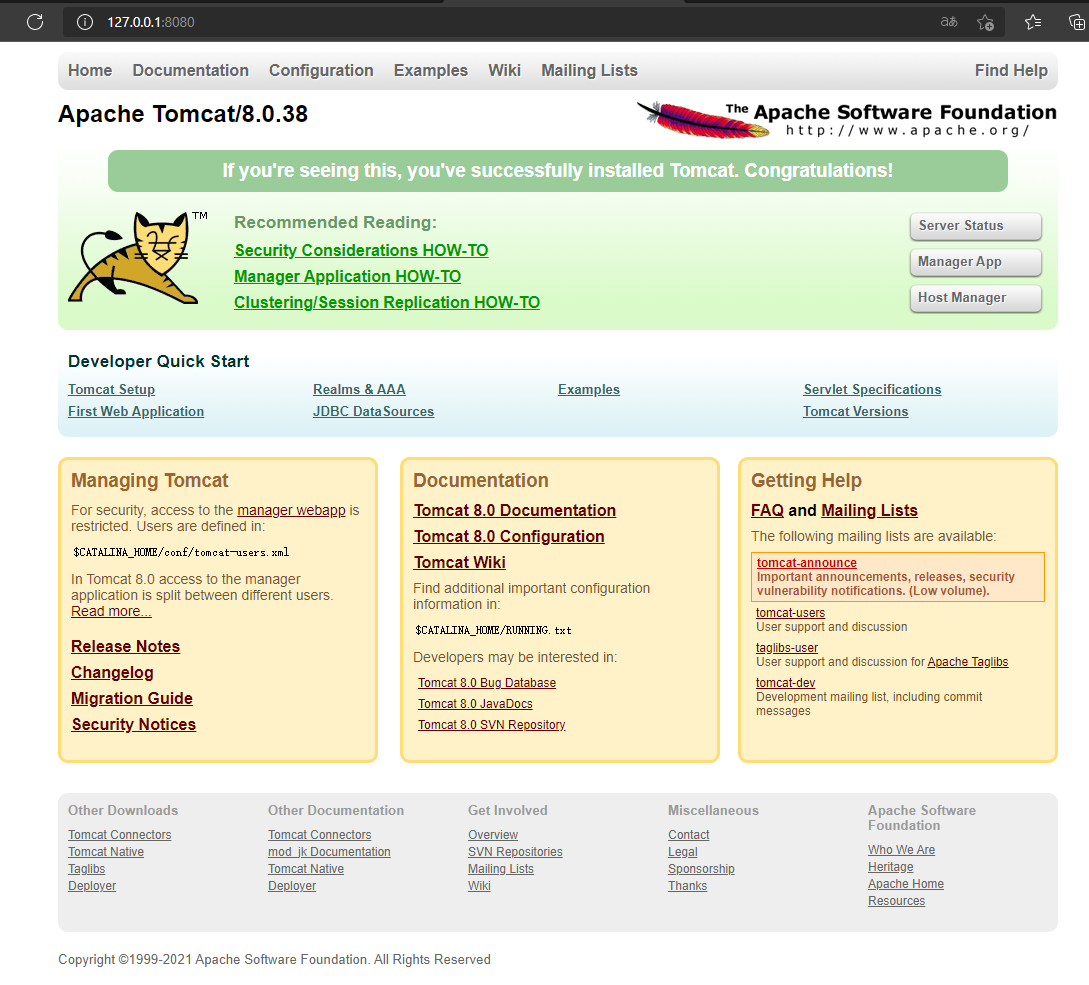 127.0.0.1:8080
Home Documentation Configuration Examples Wiki Mailing Lists Find Help
Apache Tomcat/8.0.38
The Apache Software Foundation
http://www.apache.org/
If you're seeing this, you've successfully installed Tomcat. Congratulations!
TM
Recommended Reading:
Security Considerations HOW-TO
Manager Application HOW-TO
Clustering/Session Replication HOW-TO
Server Status
Manager App
Host Manager
Developer Quick Start
Tomcat Setup
First Web Application
Realms & AAA
JDBC DataSources
Examples
Servlet Specifications
Tomcat Versions
Managing Tomcat
For security, access to the manager webapp is
restricted. Users are defined in:
$CATALINA_HOME/conf/tomcat-users.xml
In Tomcat 8.0 access to the manager
application is split between different users.
Read more...
Release Notes
Changelog
Migration Guide
Security Notices
Documentation
Tomcat 8.0 Documentation
Tomcat 8.0 Configuration
Tomcat Wiki
Find additional important configuration
information in:
$CATALINA_HOME/RUNNING.txt
Developers may be interested in:
Tomcat 8.0 Bug Database
Tomcat 8.0 JavaDocs
Tomcat 8.0 SVN Repository
Getting Help
FAQ and Mailing Lists
The following mailing lists are available:
tomcat-announce
Important announcements, releases, security
vulnerability notifications. (Low volume).
tomcat-users
User support and discussion
taglibs-user
User support and discussion for Apache Taglibs
tomcat-dev
Development mailing list, including commit
messages
Other Downloads
Tomcat Connectors
Tomcat Native
Taglibs
Deployer
Other Documentation
Tomcat Connectors
mod_jk Documentation
Tomcat Native
Deployer
Get Involved
Overview
SVN Repositories
Mailing Lists
Wiki
Miscellaneous
Contact
Legal
Sponsorship
Thanks
Apache Software
Foundation
Who We Are
Heritage
Apache Home
Resources
Copyright ©1999-2021 Apache Software Foundation. All Rights Reserved